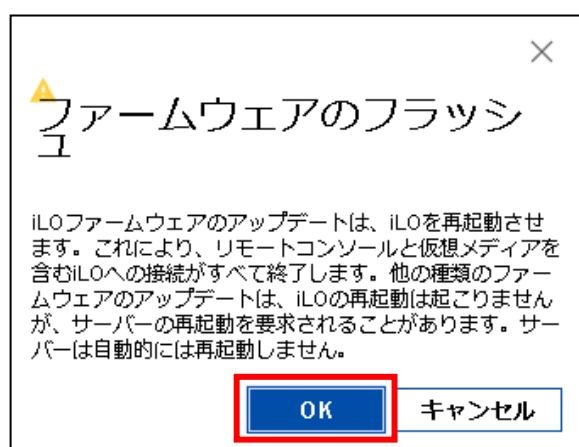 ファームウェアのフラッシ
ュ
iLOファームウェアのアップデートは、iLOを再起動させ
ます。これにより、リモートコンソールと仮想メディアを
含むiLOへの接続がすべて終了します。他の種類のファー
ムウェアのアップデートは、iLOの再起動は起こりません
が、サーバーの再起動を要求されることがあります。サー
バーは自動的には再起動しません。
OK キャンセル